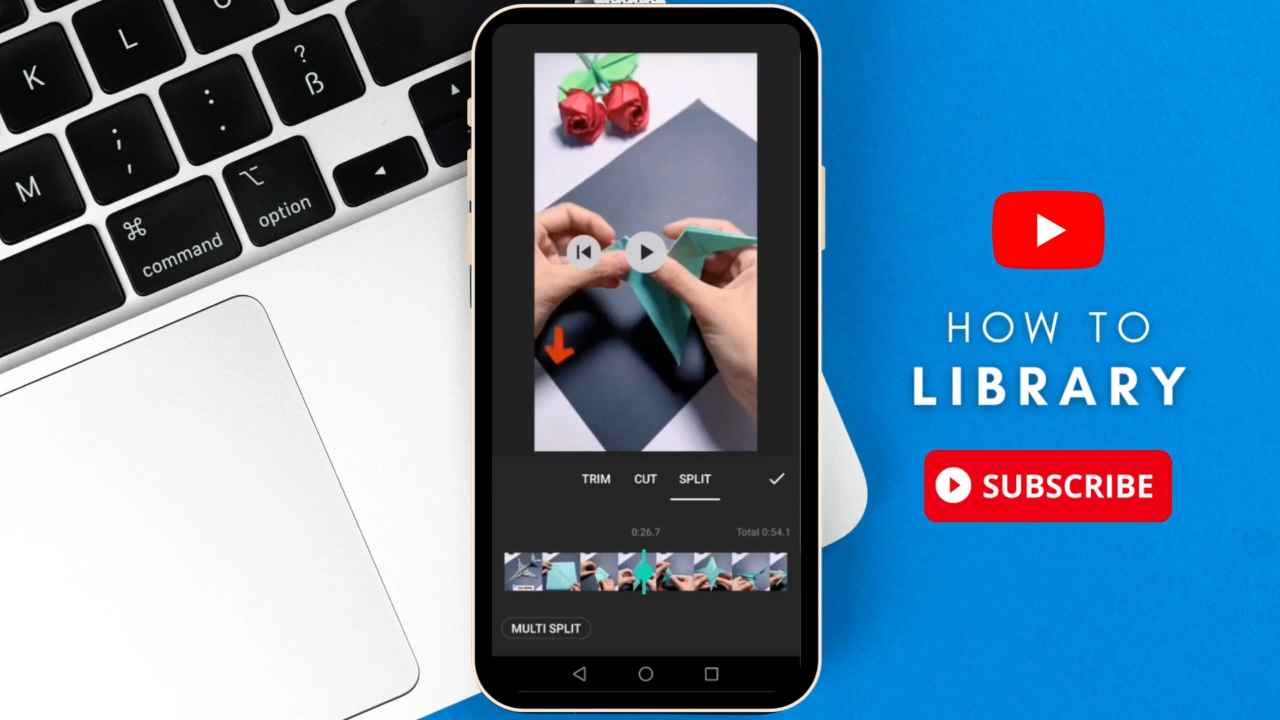 K
L
Ö
?
ß
:
.
M
;
,
⌘
command
⌥
option
TRIM
CUT
SPLIT
0:26.7
Total 0:54.1
MULTI SPLIT
HOW TO
LIBRARY
SUBSCRIBE